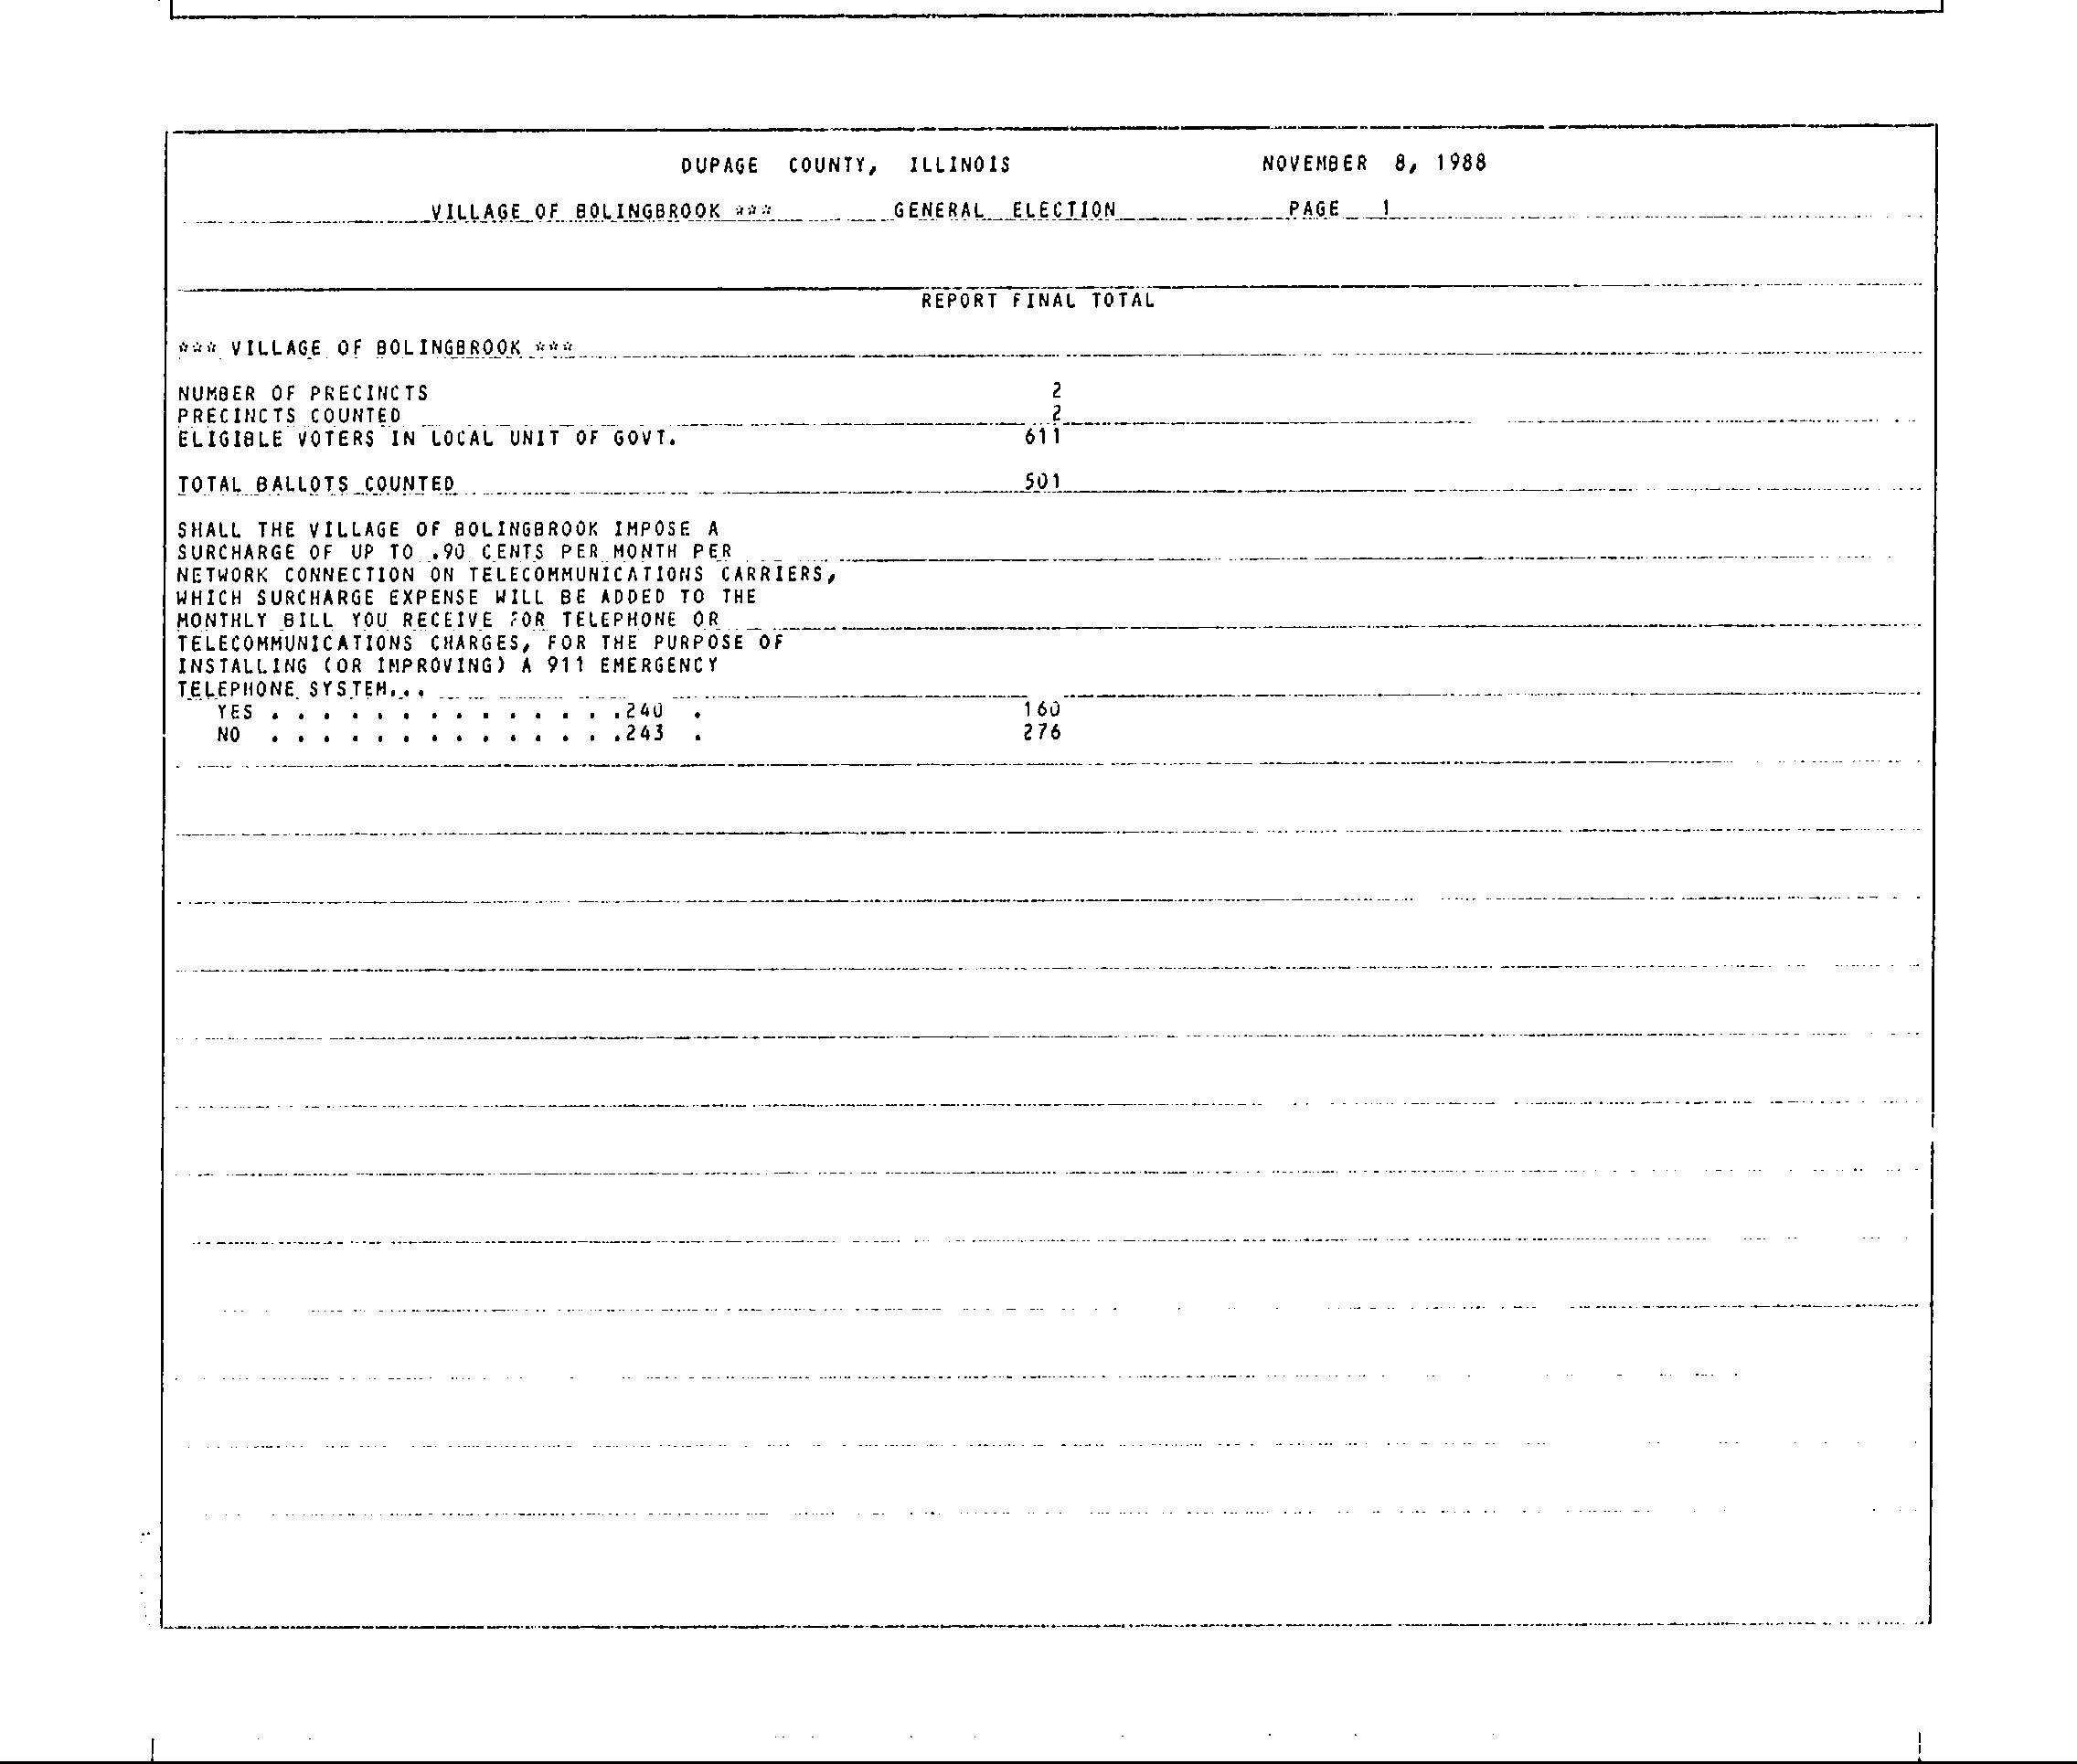 DUPAGE COUNTY, ILLINOIS NOVEMBER 8, 1988
VILLAGE OF BOLINGBROOK *** GENERAL ELECTION PAGE 1
REPORT FINAL TOTAL
*** VILLAGE OF BOLINGBROOK ***
NUMBER OF PRECINCTS 2
PRECINCTS COUNTED 2
ELIGIBLE VOTERS IN LOCAL UNIT OF GOVT. 611
TOTAL BALLOTS COUNTED 501
SHALL THE VILLAGE OF BOLINGBROOK IMPOSE A
SURCHARGE OF UP TO .90 CENTS PER MONTH PER
NETWORK CONNECTION ON TELECOMMUNICATIONS CARRIERS,
WHICH SURCHARGE EXPENSE WILL BE ADDED TO THE
MONTHLY BILL YOU RECEIVE FOR TELEPHONE OR
TELECOMMUNICATIONS CHARGES, FOR THE PURPOSE OF
INSTALLING (OR IMPROVING) A 911 EMERGENCY
TELEPHONE SYSTEM...
YES . . . . . . . . . . . . . .240 . 160
NO . . . . . . . . . . . . . .243 . 276